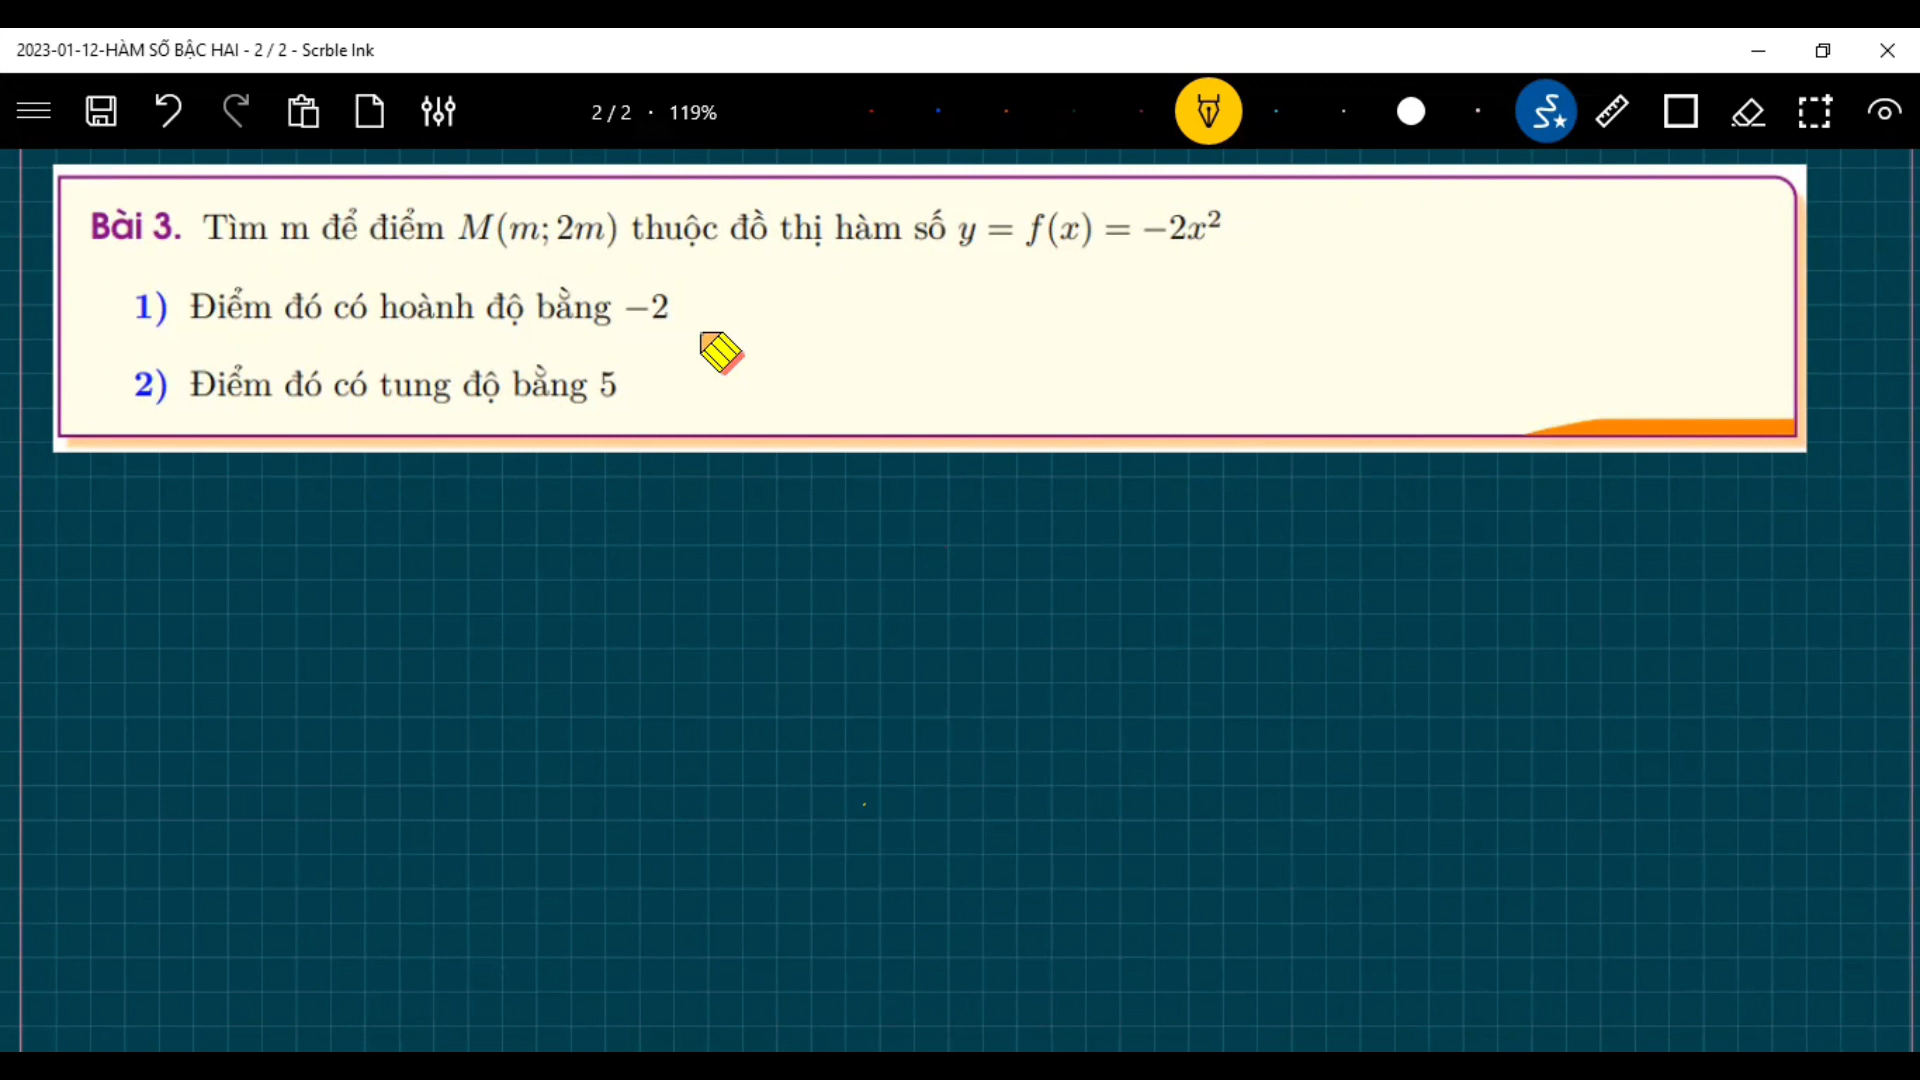 2023-01-12-HÀM SỐ BẬC HAI - 2 / 2 - Scrble Ink
2 / 2 · 119%
Bài 3. Tìm m để điểm M(m; 2m) thuộc đồ thị hàm số y = f(x) = −2x²
1) Điểm đó có hoành độ bằng −2
2) Điểm đó có tung độ bằng 5